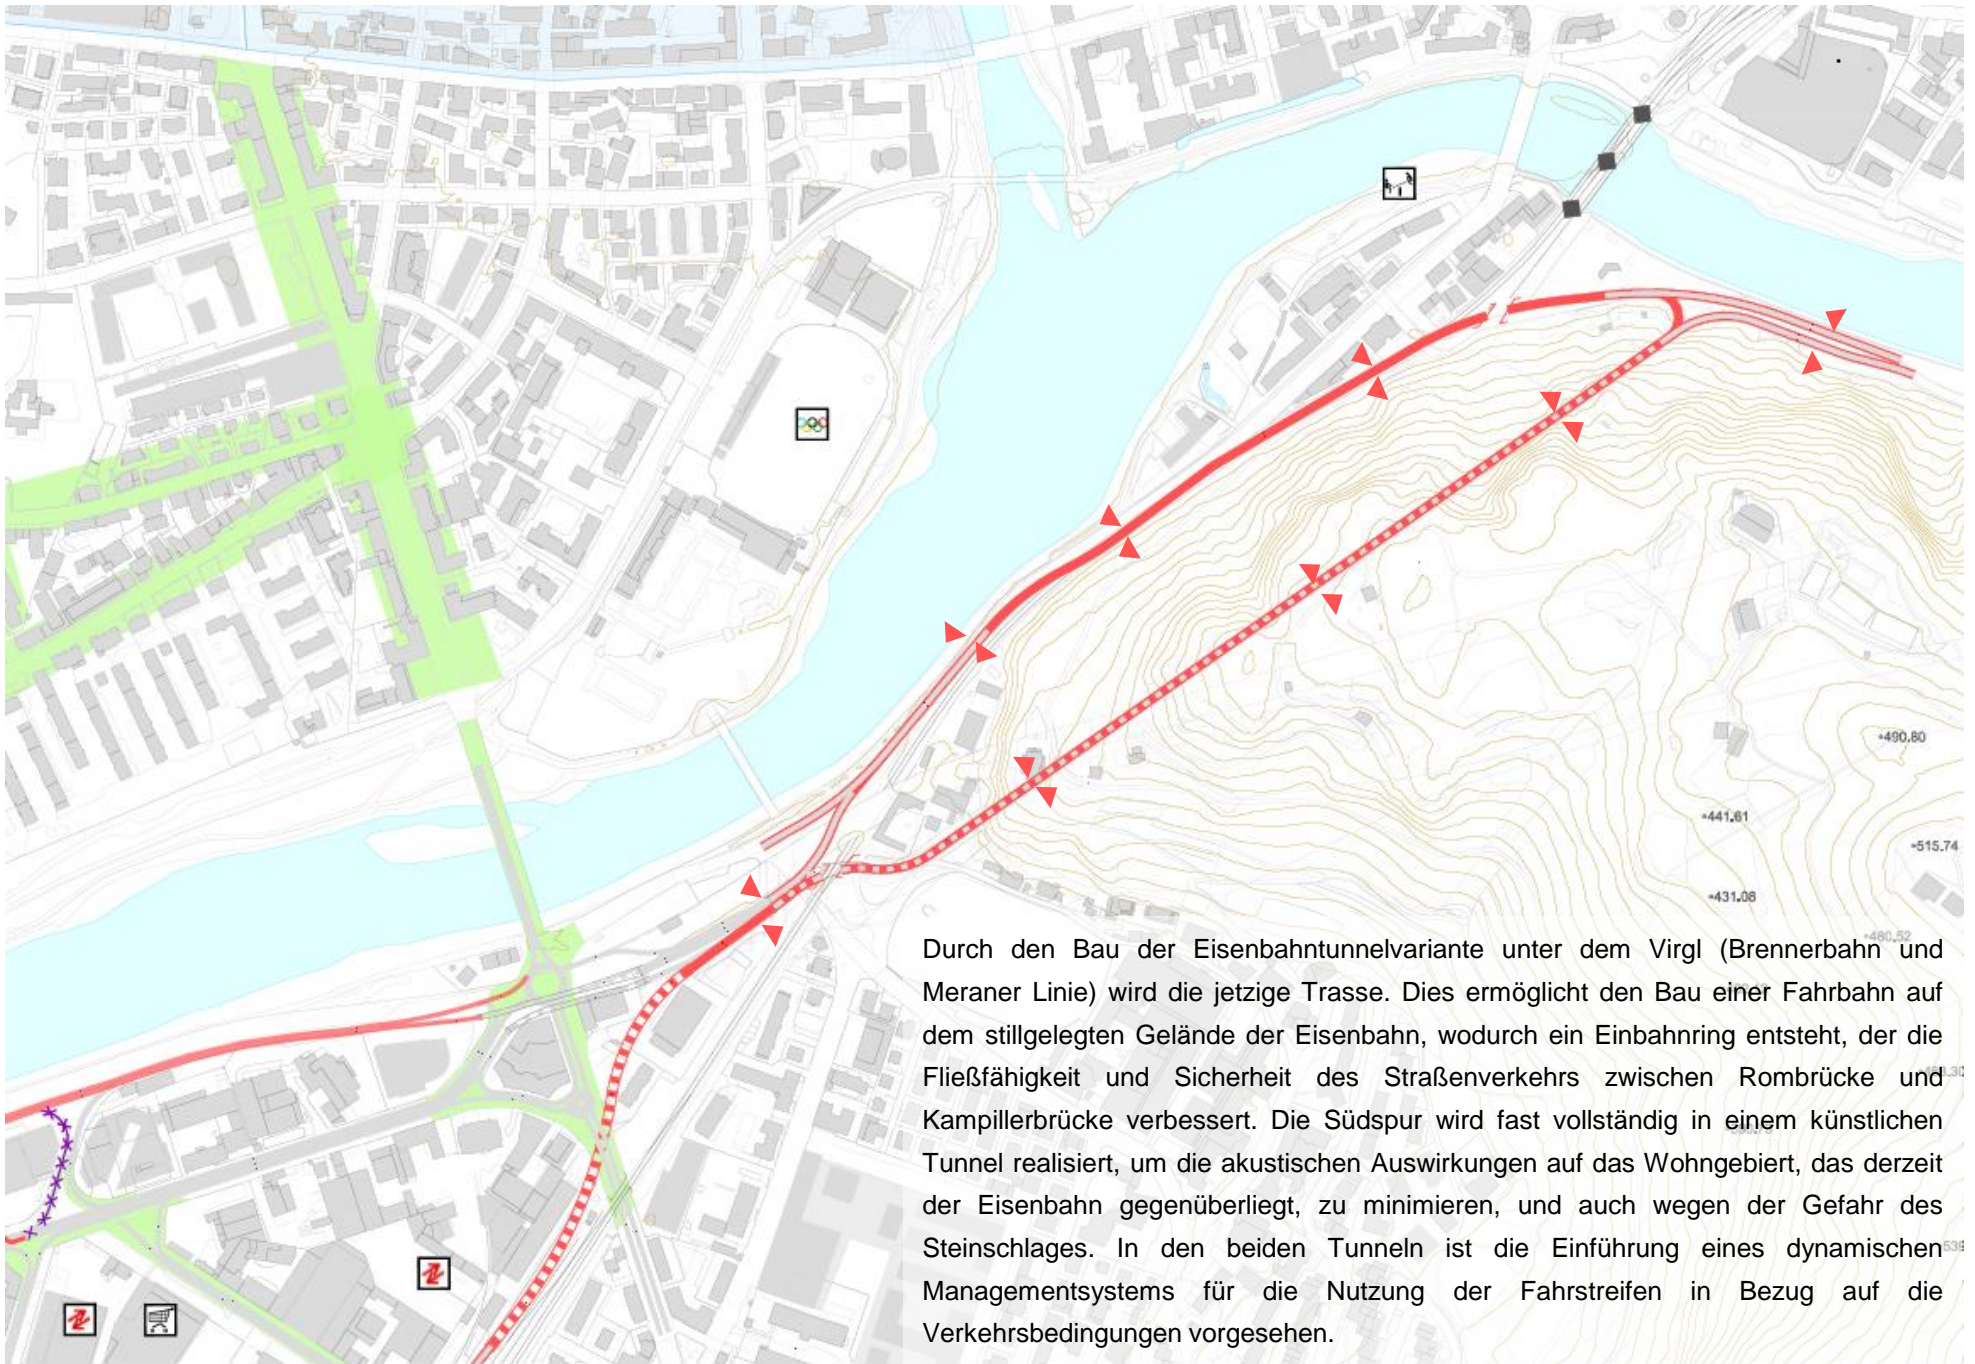 +490.80
+441.61
+515.74
+431.08
+480.52
Durch den Bau der Eisenbahntunnelvariante unter dem Virgl (Brennerbahn und
Meraner Linie) wird die jetzige Trasse. Dies ermöglicht den Bau einer Fahrbahn auf
dem stillgelegten Gelände der Eisenbahn, wodurch ein Einbahnring entsteht, der die
Fließfähigkeit und Sicherheit des Straßenverkehrs zwischen Rombrücke und
Kampillerbrücke verbessert. Die Südspur wird fast vollständig in einem künstlichen
Tunnel realisiert, um die akustischen Auswirkungen auf das Wohngebiert, das derzeit
der Eisenbahn gegenüberliegt, zu minimieren, und auch wegen der Gefahr des
Steinschlages. In den beiden Tunneln ist die Einführung eines dynamischen
Managementsystems für die Nutzung der Fahrstreifen in Bezug auf die
Verkehrsbedingungen vorgesehen.